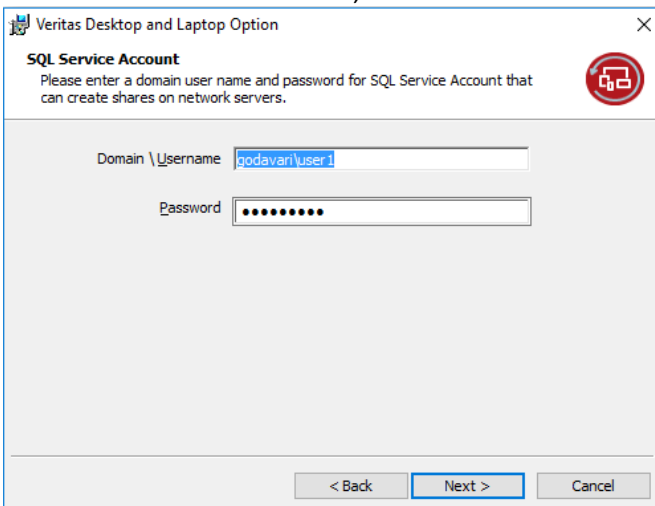 Veritas Desktop and Laptop Option
SQL Service Account
Please enter a domain user name and password for SQL Service Account that
can create shares on network servers.
Domain \ Username godavari\user1
Password •••••••••
< Back Next > Cancel